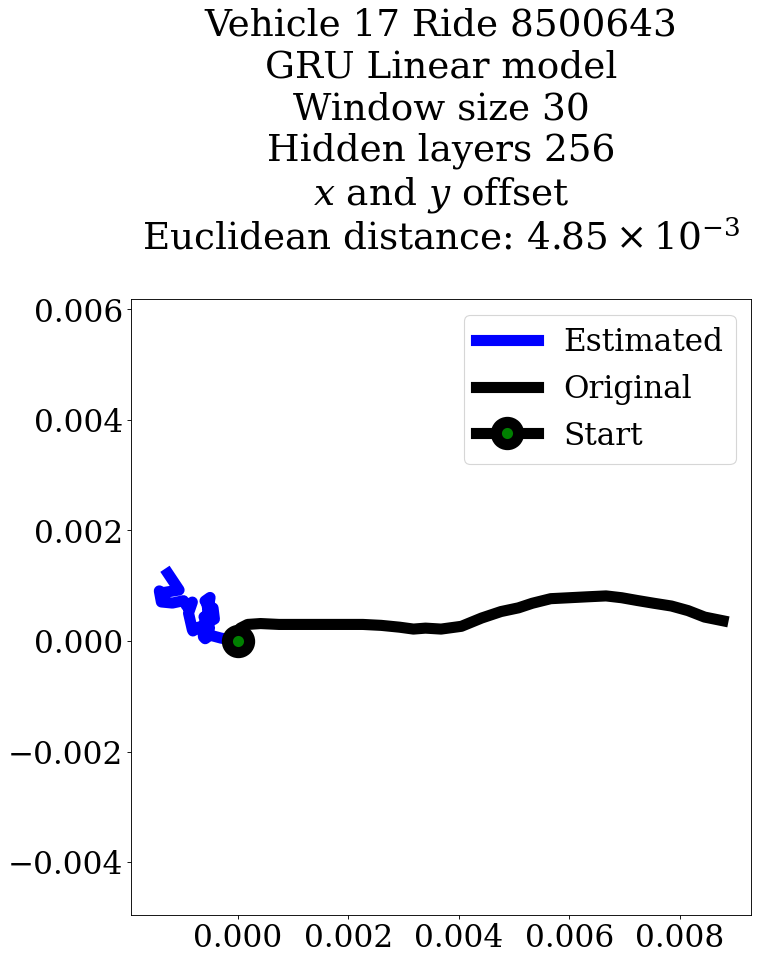 Vehicle 17 Ride 8500643
GRU Linear model
Window size 30
Hidden layers 256
x and y offset
Euclidean distance: 4.85 × 10⁻³
0.006
0.004
0.002
0.000
−0.002
−0.004
Estimated
Original
Start
0.000 0.002 0.004 0.006 0.008